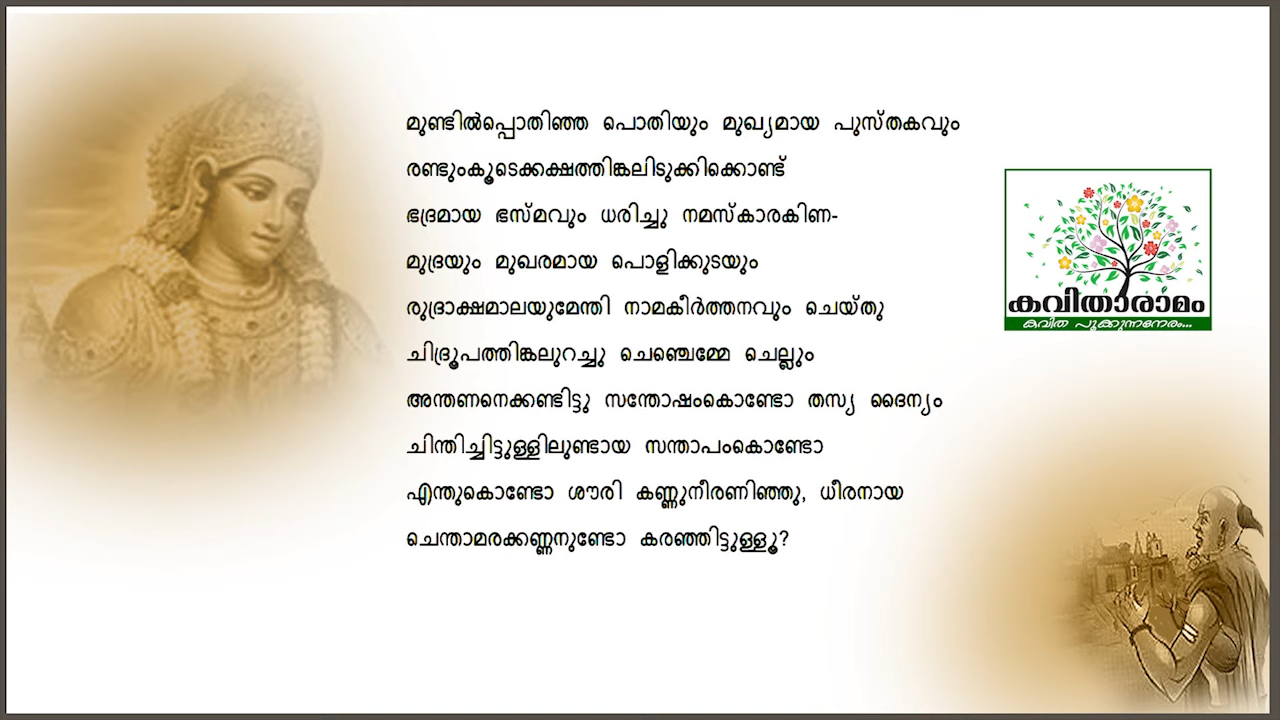 മുണ്ടിൽപ്പൊതിഞ്ഞ പൊതിയും മുഖ്യമായ പുസ്തകവും
രണ്ടുംകൂടെക്കക്ഷത്തിങ്കലിടുക്കിക്കൊണ്ട്
ഭദ്രമായ ഭസ്മവും ധരിച്ചു നമസ്കാരകിണ-
മുദ്രയും മുഖരമായ പൊളിക്കുടയും
രുദ്രാക്ഷമാലയുമേന്തി നാമകീർത്തനവും ചെയ്തു
ചിദ്രൂപത്തിങ്കലുറച്ചു ചെഞ്ചെമ്മേ ചെല്ലും
അന്തണനെക്കണ്ടിട്ടു സന്തോഷംകൊണ്ടോ തസ്യ ദൈന്യം
ചിന്തിച്ചിട്ടുള്ളിലുണ്ടായ സന്താപംകൊണ്ടോ
എന്തുകൊണ്ടോ ശൗരി കണ്ണുനീരണിഞ്ഞു, ധീരനായ
ചെന്താമരക്കണ്ണനുണ്ടോ കരഞ്ഞിട്ടുള്ളൂ?
കവിതാരാമം
കവിത പൂക്കുന്നനേരം...